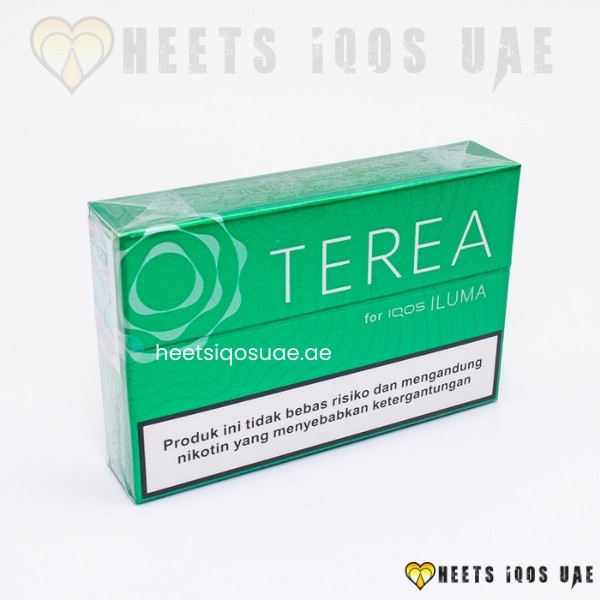 HEETS iQOS UAE
TEREA
for IQOS ILUMA
heetsiqosuae.ae
Produk ini tidak bebas risiko dan mengandung
nikotin yang menyebabkan ketergantungan
HEETS iQOS UAE